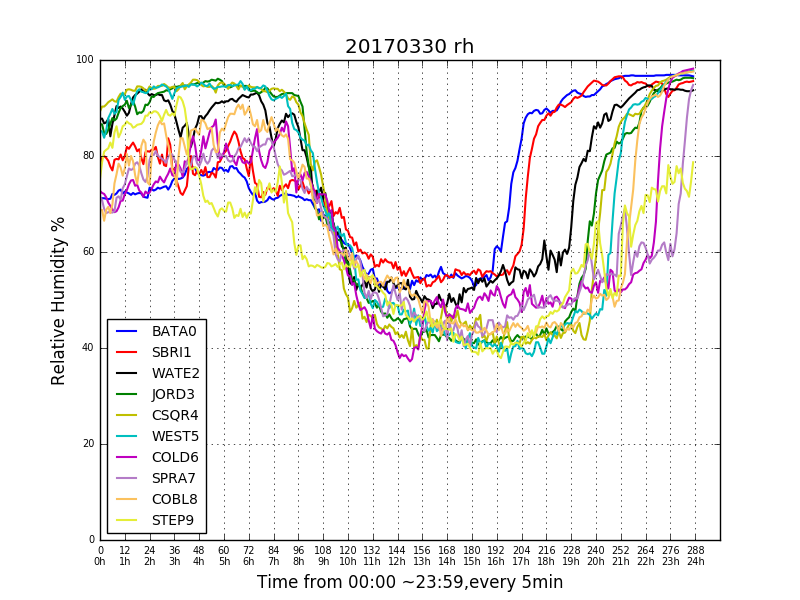 20170330 rh
Relative Humidity %
100
80
60
40
20
0
BATA0
SBRI1
WATE2
JORD3
CSQR4
WEST5
COLD6
SPRA7
COBL8
STEP9
0 12 24 36 48 60 72 84 96 108 120 132 144 156 168 180 192 204 216 228 240 252 264 276 288
0h 1h 2h 3h 4h 5h 6h 7h 8h 9h 10h 11h 12h 13h 14h 15h 16h 17h 18h 19h 20h 21h 22h 23h 24h
Time from 00:00 ~23:59,every 5min